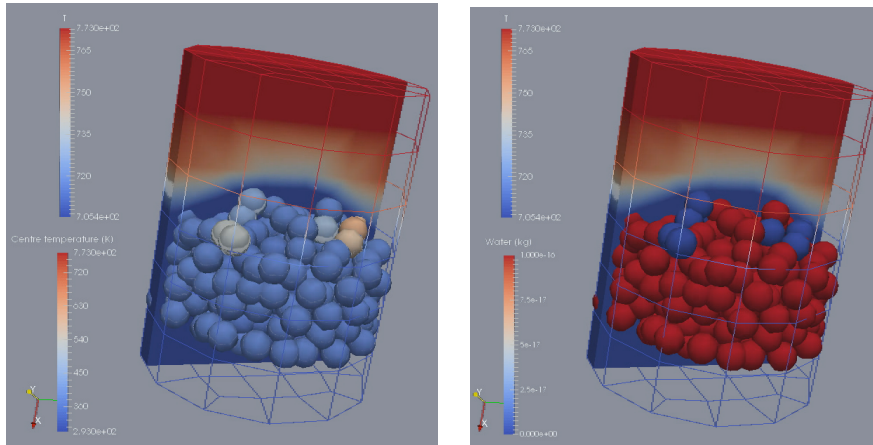 T
7.730e+02
765
750
735
720
7.054e+02
Centre temperature (K)
7.730e+02
720
630
540
450
360
2.930e+02
Y
X
T
7.730e+02
765
750
735
720
7.054e+02
Water (kg)
1.000e-16
7.5e-17
5e-17
2.5e-17
0.000e+00
Y
X